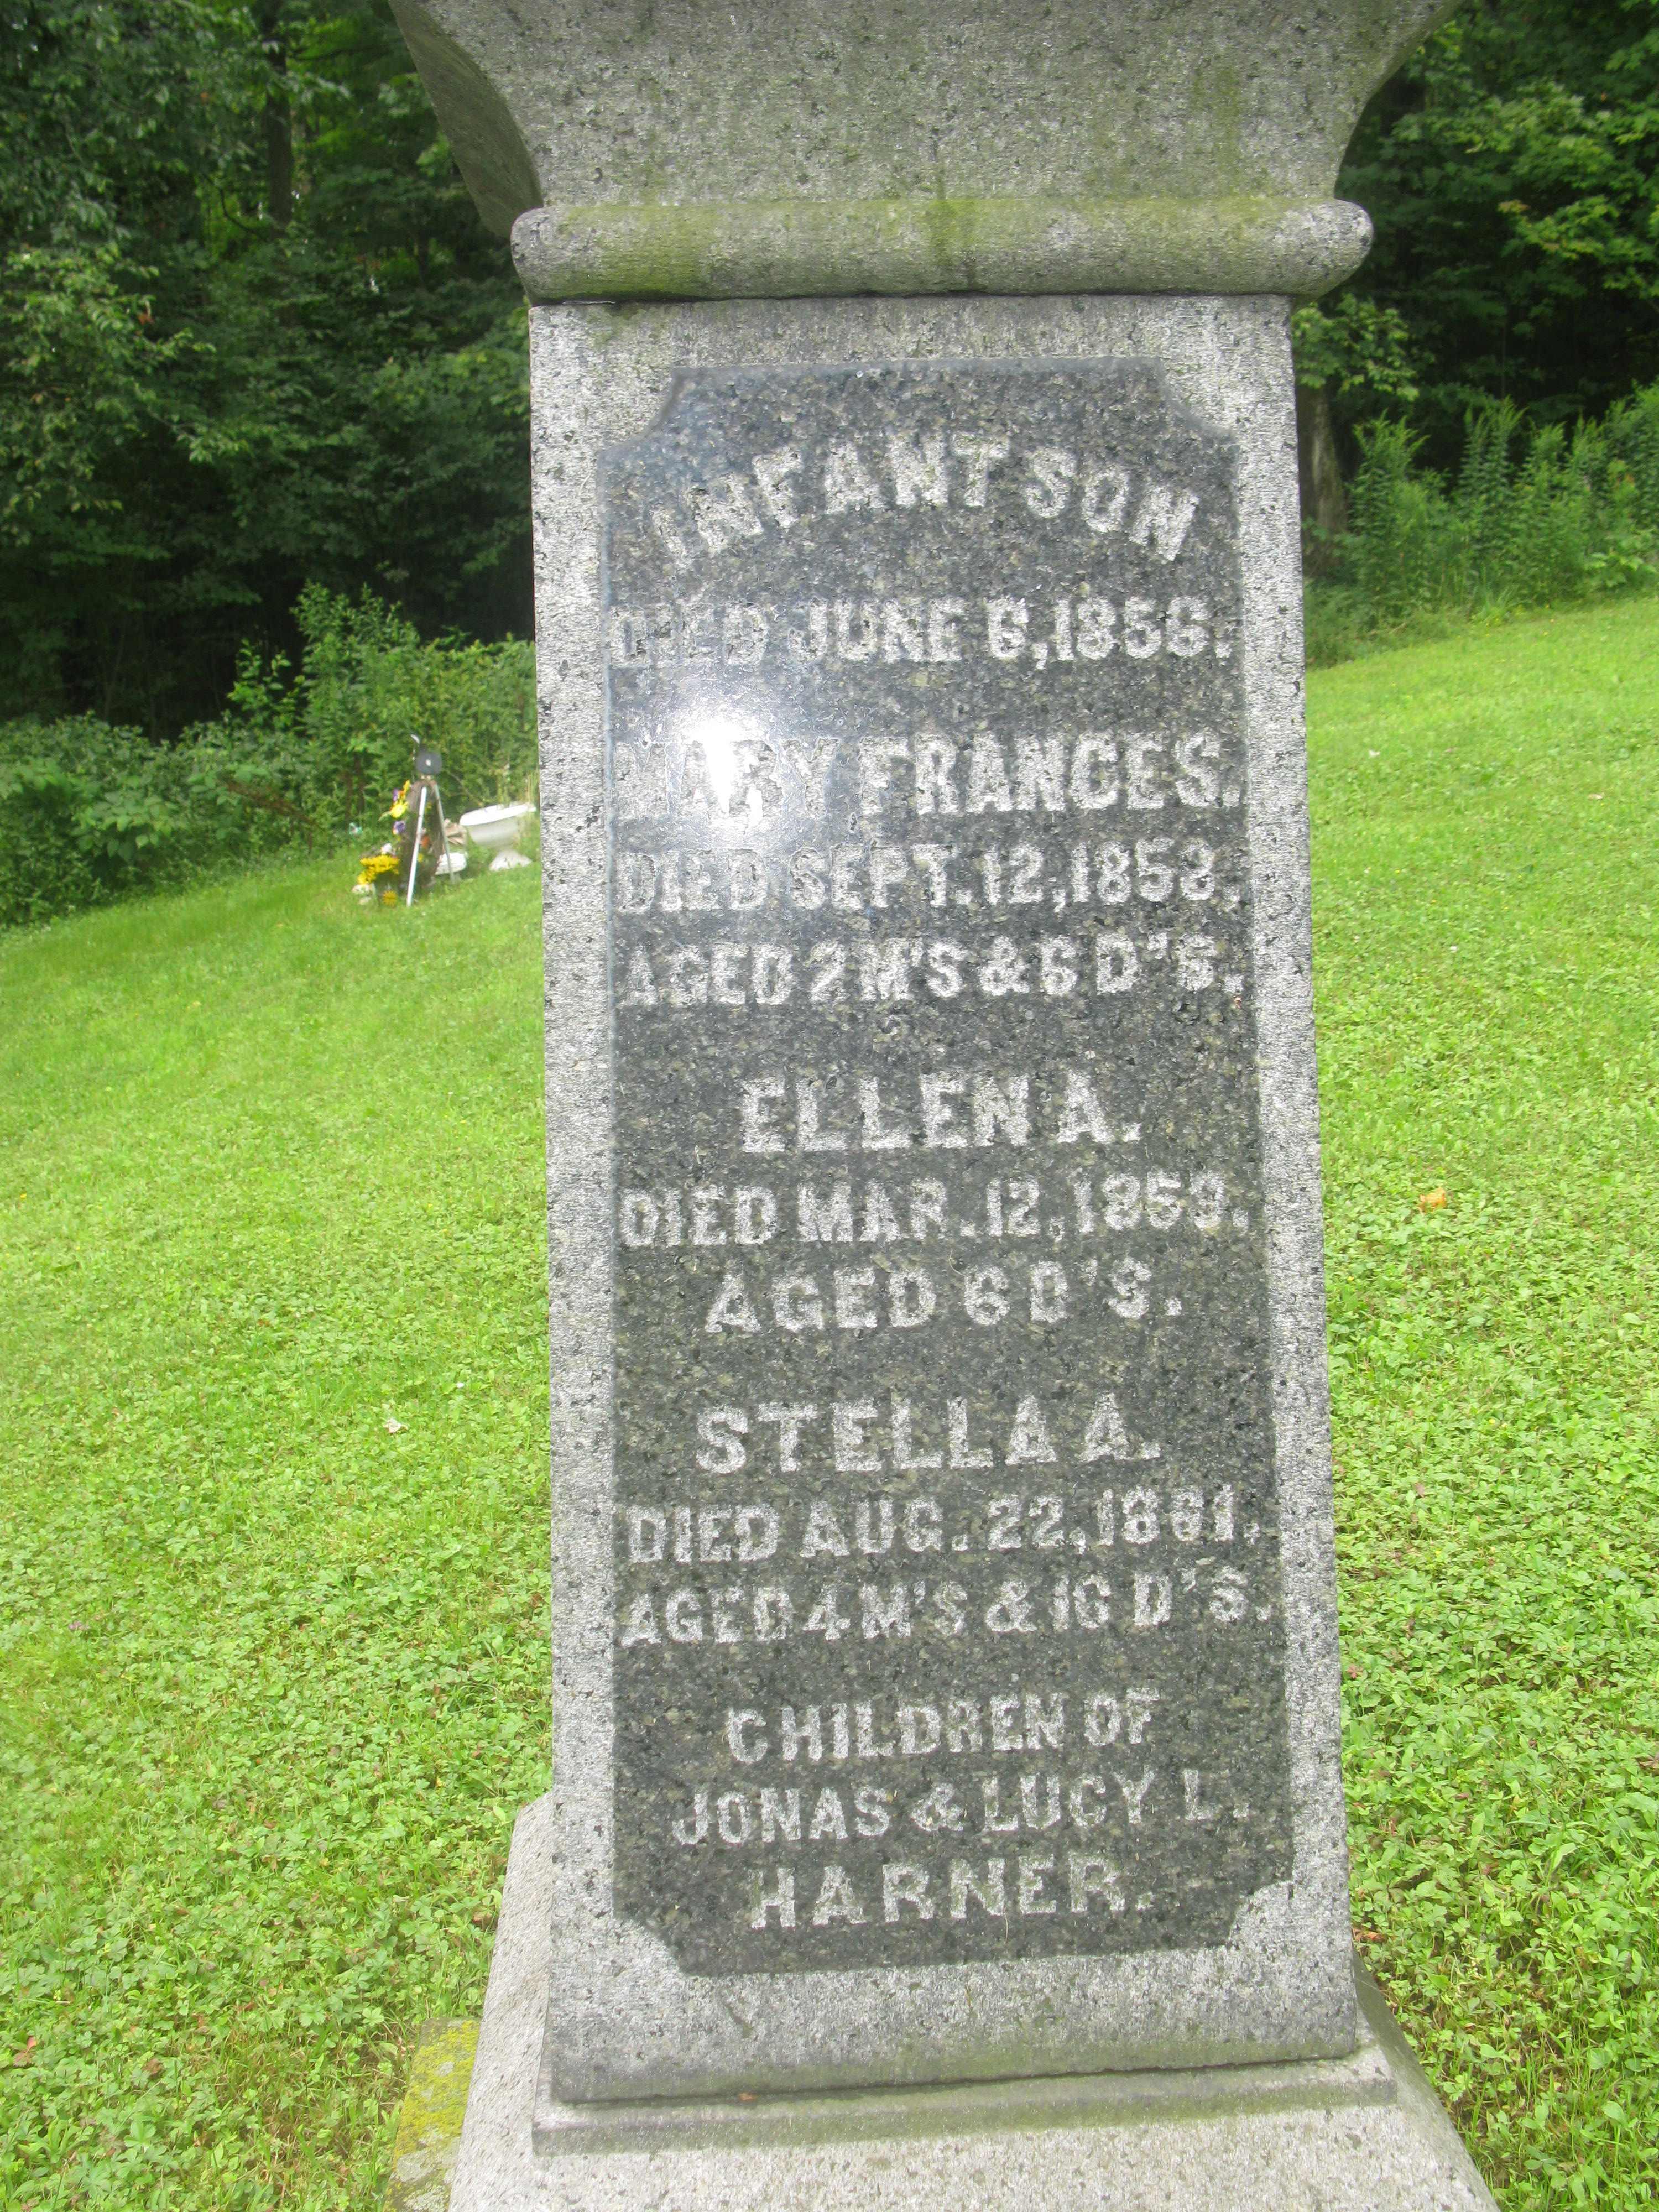 INFANT SON
DIED JUNE 6, 1856.
MARY FRANCES.
DIED SEPT. 12, 1858,
AGED 2 M'S & 6 D'S.
ELLEN A.
DIED MAR. 12, 1859.
AGED 6 D'S.
STELLA A.
DIED AUG. 22, 1861.
AGED 4 M'S & 16 D'S.
CHILDREN OF
JONAS & LUCY L.
HARNER.